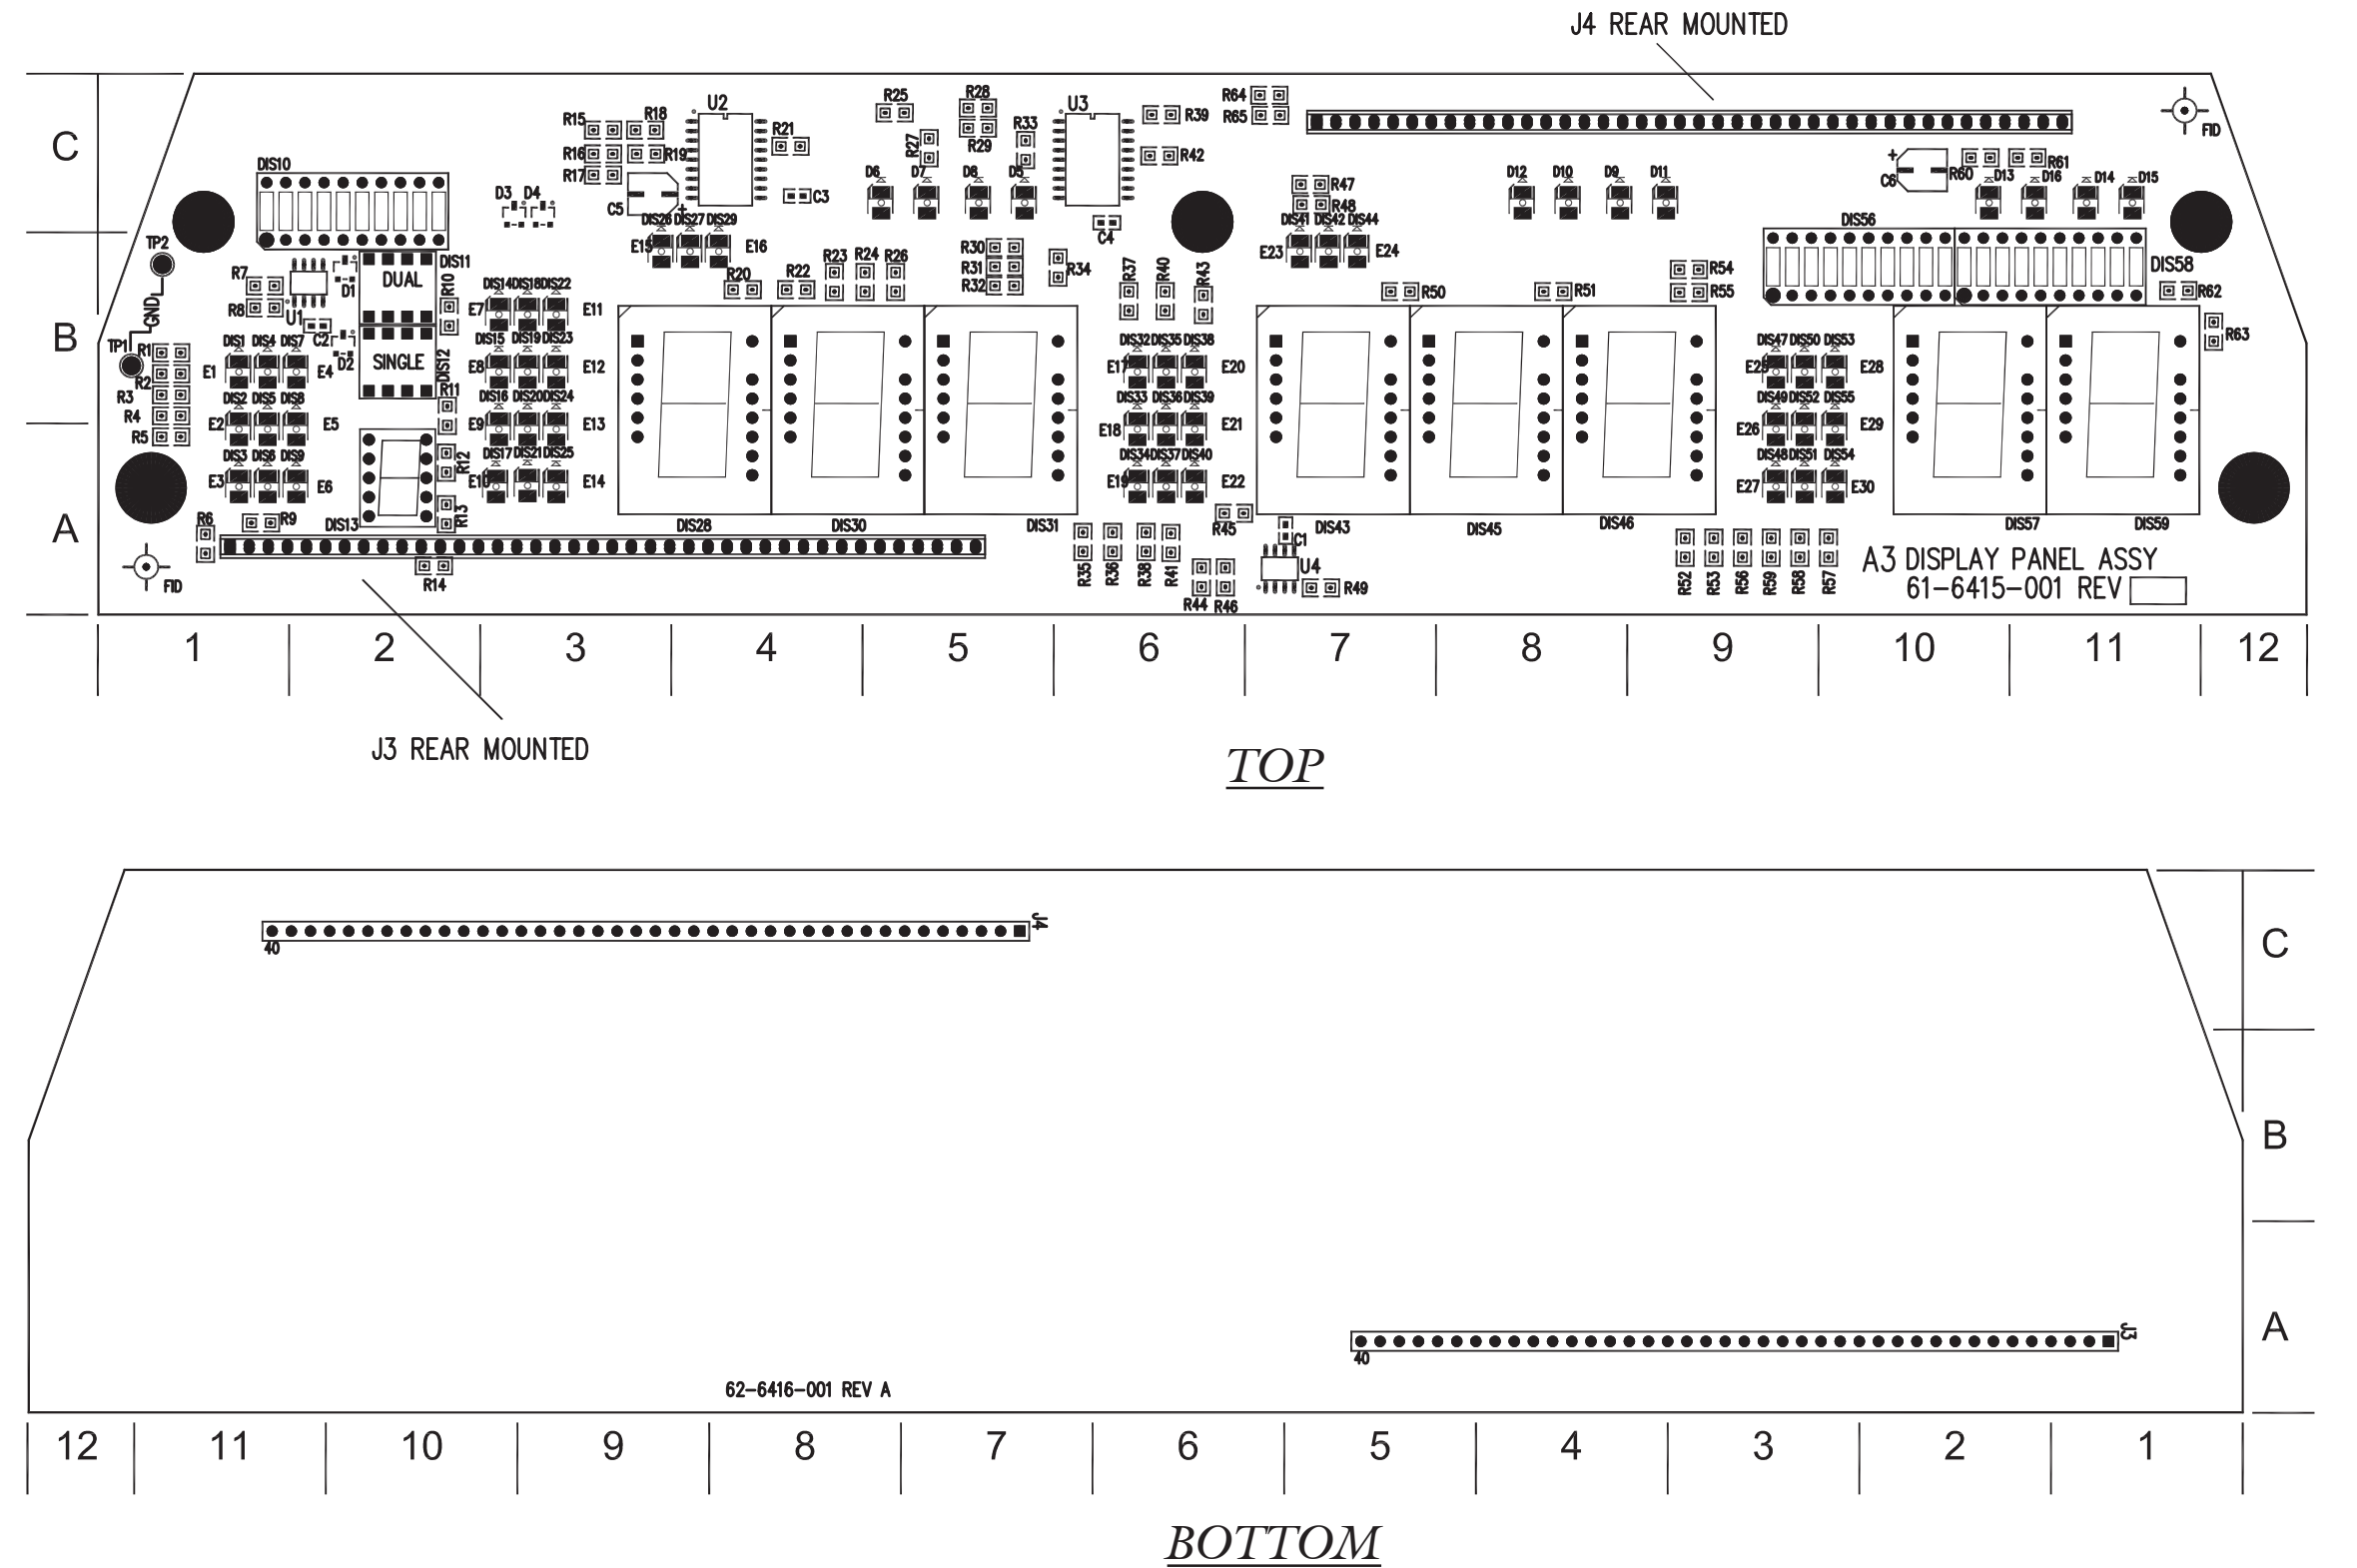 J4 REAR MOUNTED
C
B
A
R64
R65
R25
R28
U2
U3
R15
R18
R39
R21
R33
R27
R29
R16
R19
R42
R17
FID
DIS10
D6
D7
D8
D5
D12
D10
D9
D11
R61
R60
C6
D13
D16
D14
D15
R47
R48
D3
D4
C5
C3
DIS26
DIS27
DIS29
DIS41
DIS42
DIS44
DIS56
TP2
E15
E16
C4
E23
E24
R30
R31
R32
R34
DIS11
DUAL
R23
R24
R26
R7
R8
D1
R10
R20
R22
R37
R40
R43
R54
R55
DIS58
R62
R50
R51
GND
U1
C2
DIS14
DIS18
DIS22
E7
E11
R63
TP1
R1
R2
R3
R4
R5
DIS1
DIS4
DIS7
E1
E4
D2
SINGLE
DIS12
DIS15
DIS19
DIS23
E8
E12
DIS32
DIS35
DIS38
E17
E20
DIS47
DIS50
DIS53
E25
E28
R11
DIS2
DIS5
DIS8
E2
E5
DIS16
DIS20
DIS24
E9
E13
DIS33
DIS36
DIS39
E18
E21
DIS49
DIS52
DIS55
E26
E29
DIS3
DIS6
DIS9
E3
E6
R12
DIS17
DIS21
DIS25
E10
E14
DIS34
DIS37
DIS40
E19
E22
DIS48
DIS51
DIS54
E27
E30
R6
R9
DIS13
R13
DIS28
DIS30
DIS31
R45
DIS43
DIS45
DIS46
DIS57
DIS59
C1
U4
FID
R14
R35
R36
R38
R41
R44
R46
R49
R52
R53
R56
R59
R58
R57
A3 DISPLAY PANEL ASSY
61-6415-001 REV
1 2 3 4 5 6 7 8 9 10 11 12
J3 REAR MOUNTED
TOP
J4
40
C
B
A
J3
40
62-6416-001 REV A
12 11 10 9 8 7 6 5 4 3 2 1
BOTTOM